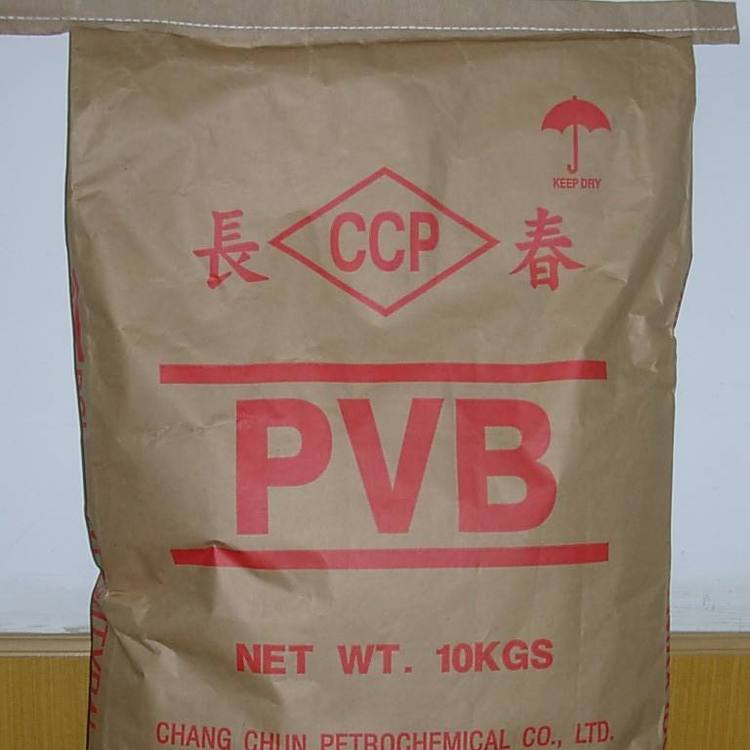 KEEP DRY
長 CCP 春
PVB
NET WT. 10KGS
CHANG CHUN PETROCHEMICAL CO., LTD.